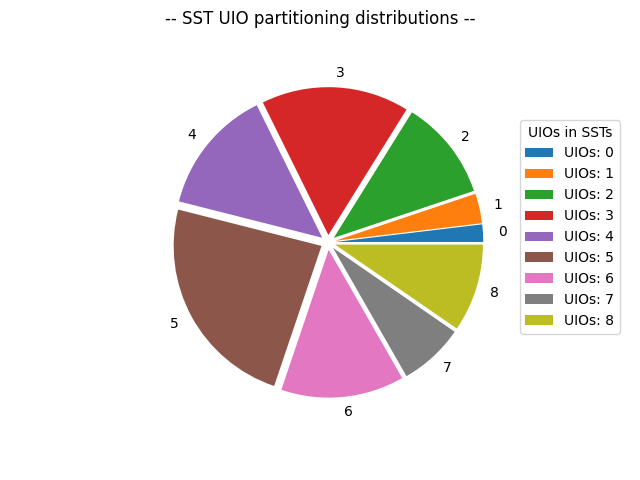 -- SST UIO partitioning distributions --
3
4
2
1
0
5
8
7
6
UIOs in SSTs
UIOs: 0
UIOs: 1
UIOs: 2
UIOs: 3
UIOs: 4
UIOs: 5
UIOs: 6
UIOs: 7
UIOs: 8